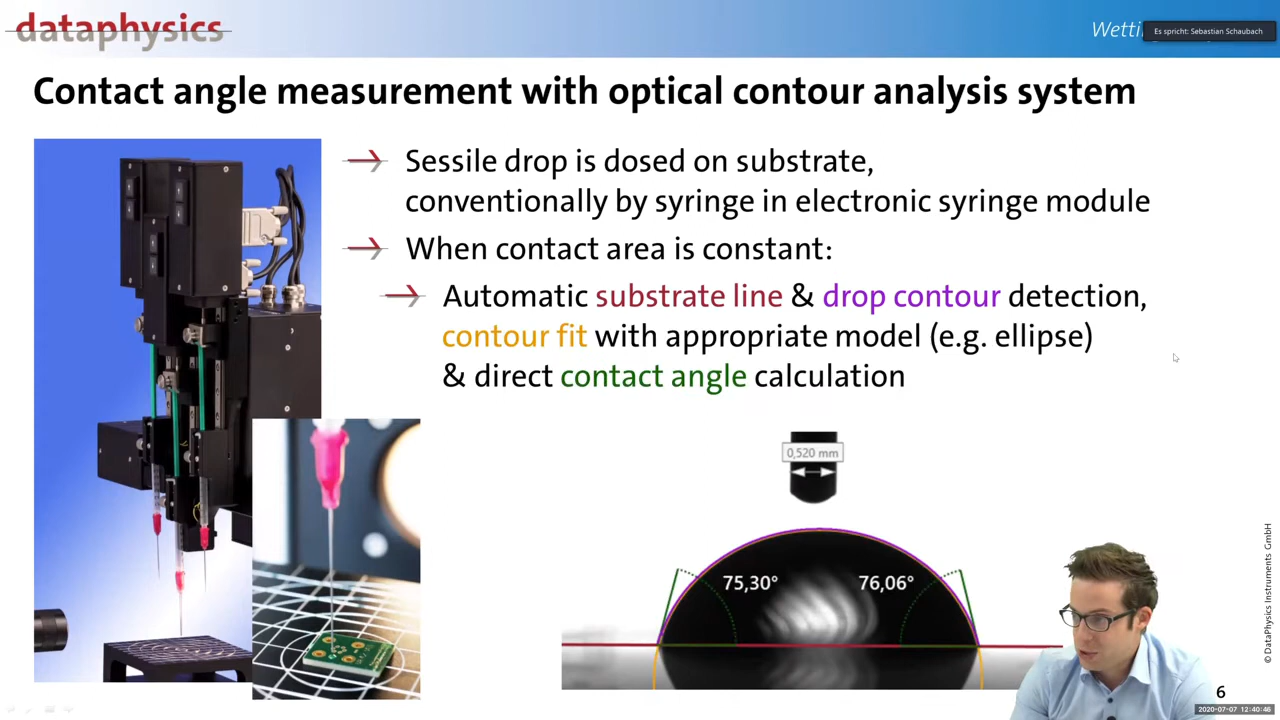 dataphysics
Wetti
Es spricht: Sebastian Schaubach
Contact angle measurement with optical contour analysis system
Sessile drop is dosed on substrate,
conventionally by syringe in electronic syringe module
When contact area is constant:
Automatic substrate line & drop contour detection,
contour fit with appropriate model (e.g. ellipse)
& direct contact angle calculation
0,520 mm
75,30° 76,06°
© DataPhysics Instruments GmbH
6
2020-07-07 12:40:46